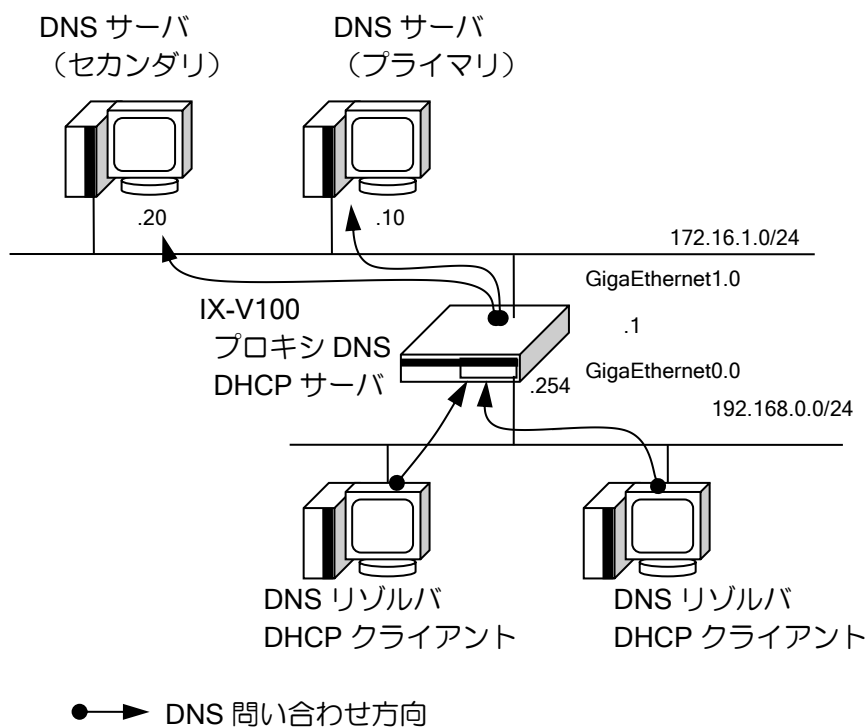 DNS サーバ
（セカンダリ）
DNS サーバ
（プライマリ）
.20
.10
172.16.1.0/24
GigaEthernet1.0
IX-V100
プロキシ DNS
DHCP サーバ
.1
.254
GigaEthernet0.0
192.168.0.0/24
DNS リゾルバ
DHCP クライアント
DNS リゾルバ
DHCP クライアント
DNS 問い合わせ方向